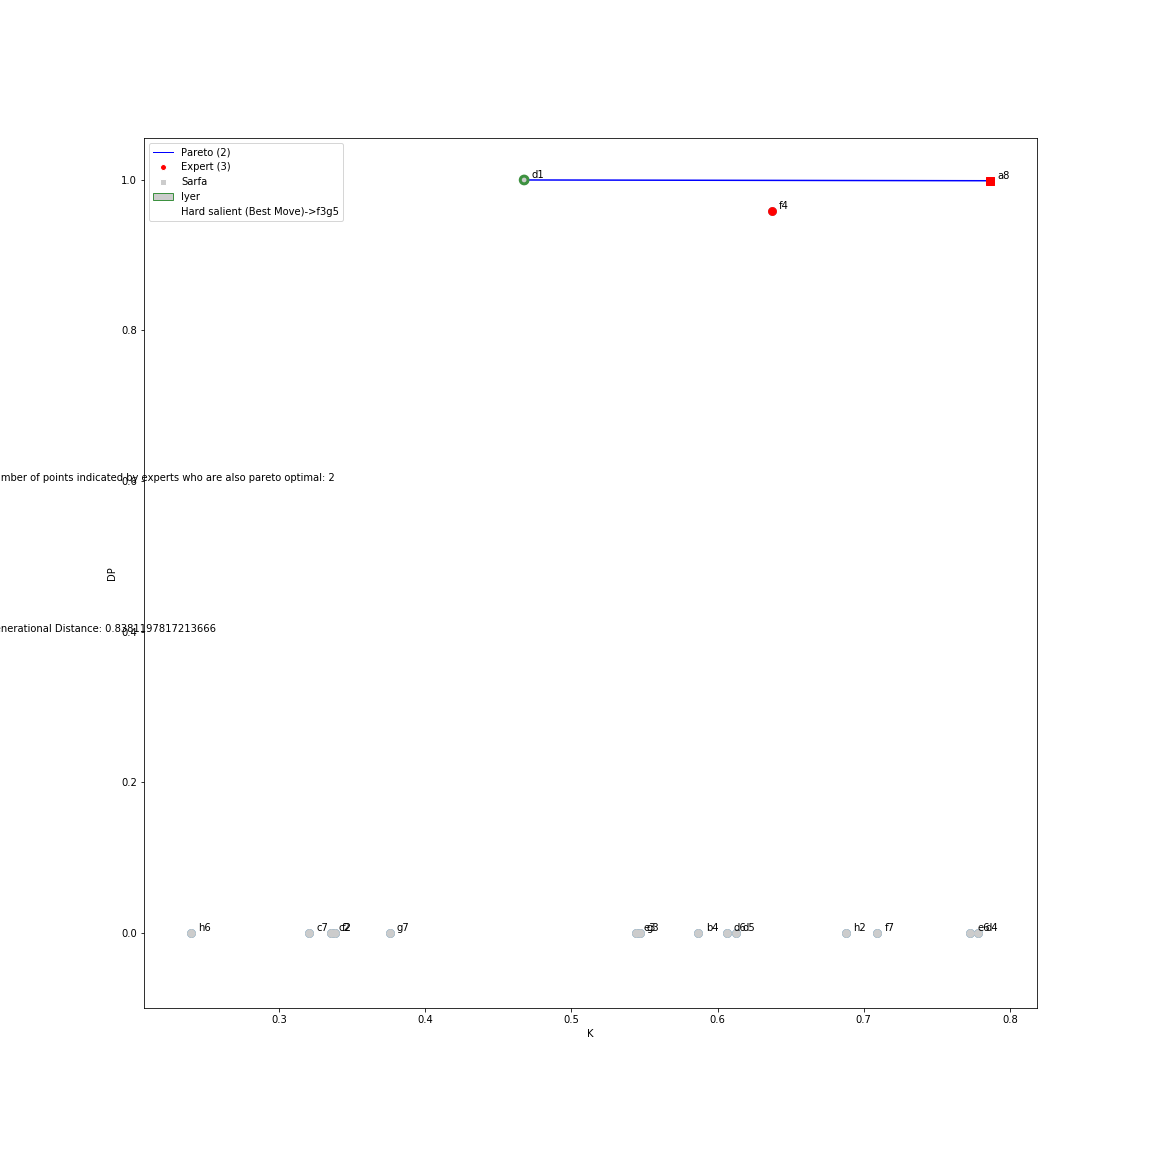 Pareto (2)
Expert (3)
Sarfa
Iyer
Hard salient (Best Move)->f3g5
d1
a8
f4
1.0
0.8
mber of points indicated by experts who are also pareto optimal: 2
0.6
DP
nerational Distance: 0.8381197817213666
0.4
0.2
0.0
h6
c7
d2
g7
g3
b4
d6
d5
h2
f7
e6
d4
0.3
0.4
0.5
0.6
0.7
0.8
K